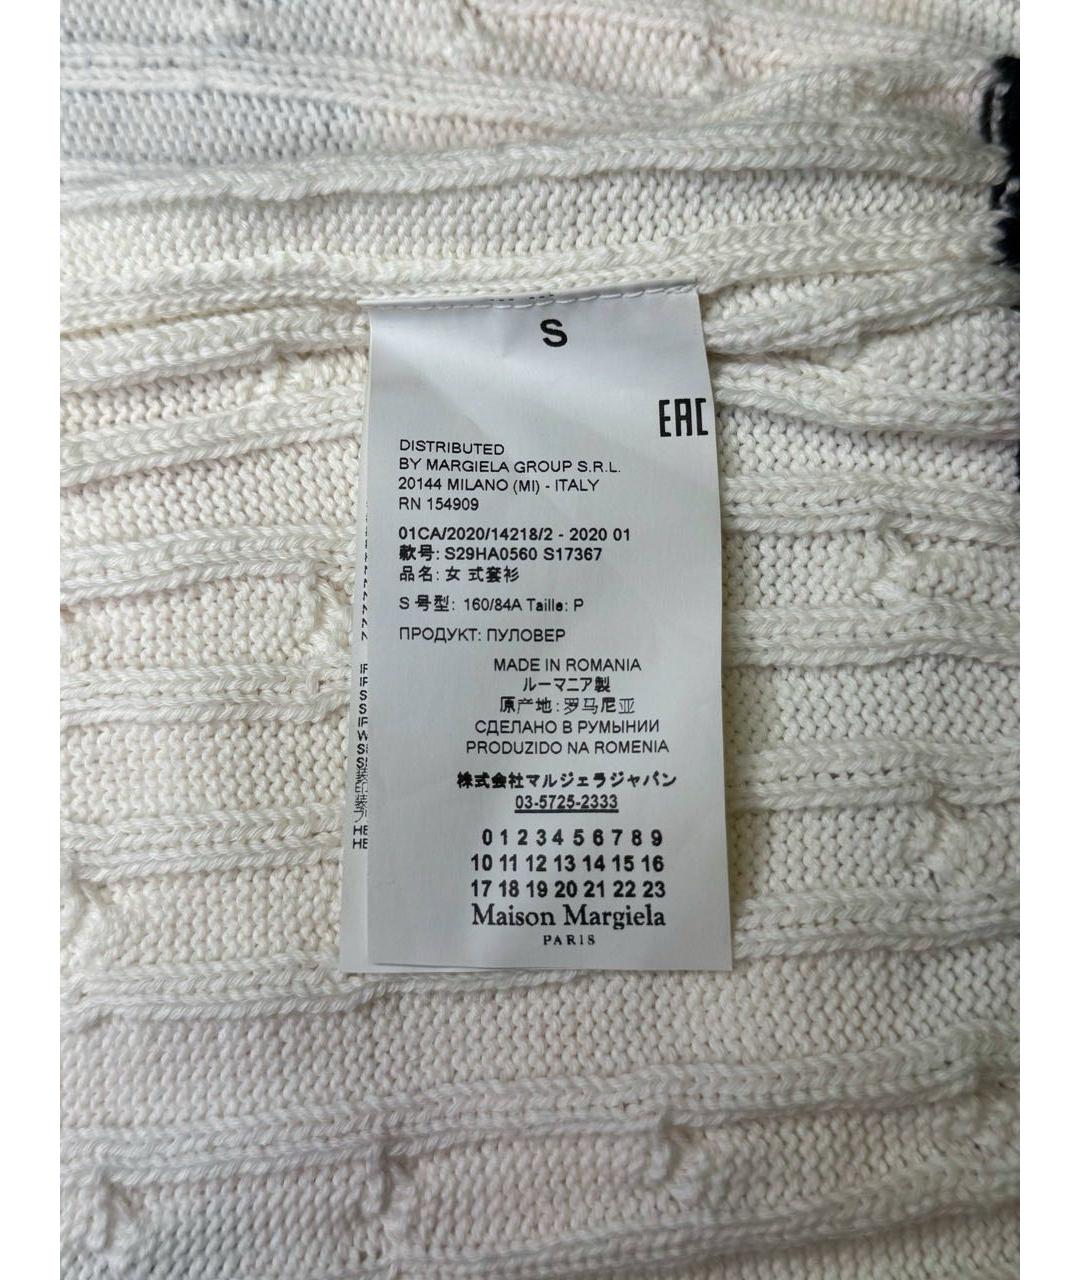 S
EAC
DISTRIBUTED
BY MARGIELA GROUP S.R.L.
20144 MILANO (MI) - ITALY
RN 154909
01CA/2020/14218/2 - 2020 01
款号: S29HA0560 S17367
品名: 女 式套衫
S 号型: 160/84A Taille: P
ПРОДУКТ: ПУЛОВЕР
MADE IN ROMANIA
ルーマニア製
原产地: 罗马尼亚
СДЕЛАНО В РУМЫНИИ
PRODUZIDO NA ROMENIA
株式会社マルジェラジャパン
03-5725-2333
0 1 2 3 4 5 6 7 8 9
10 11 12 13 14 15 16
17 18 19 20 21 22 23
Maison Margiela
PARIS